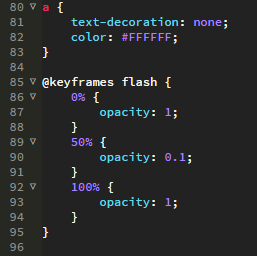 80 a {
81     text-decoration: none;
82     color: #FFFFFF;
83 }
84
85 @keyframes flash {
86     0% {
87         opacity: 1;
88     }
89     50% {
90         opacity: 0.1;
91     }
92     100% {
93         opacity: 1;
94     }
95 }
96